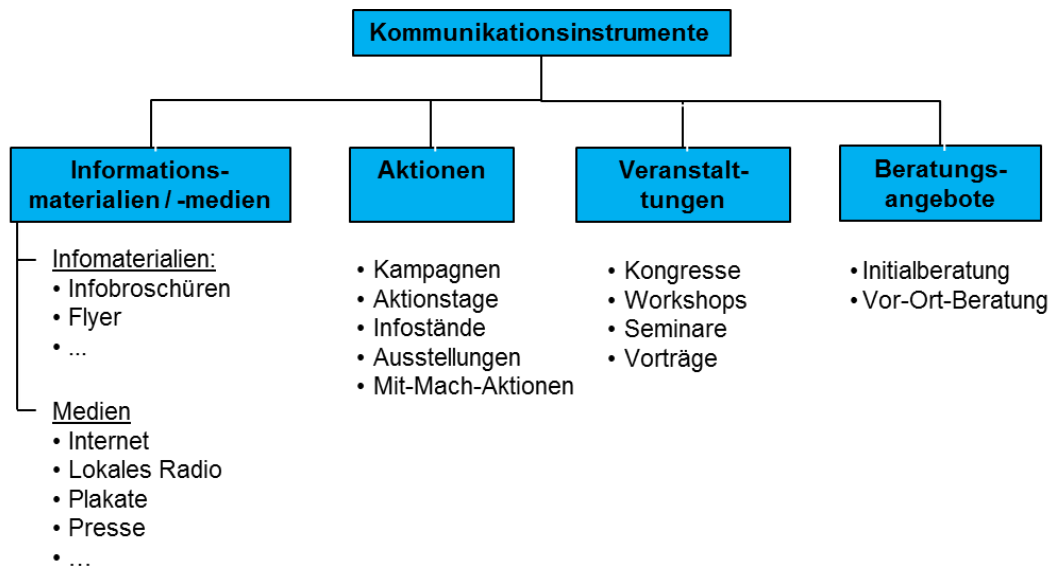 Kommunikationsinstrumente
Informations-
materialien / -medien
Infomaterialien:
• Infobroschüren
• Flyer
• ...
Medien
• Internet
• Lokales Radio
• Plakate
• Presse
• ...
Aktionen
• Kampagnen
• Aktionstage
• Infostände
• Ausstellungen
• Mit-Mach-Aktionen
Veranstalt-
tungen
• Kongresse
• Workshops
• Seminare
• Vorträge
Beratungs-
angebote
• Initialberatung
• Vor-Ort-Beratung